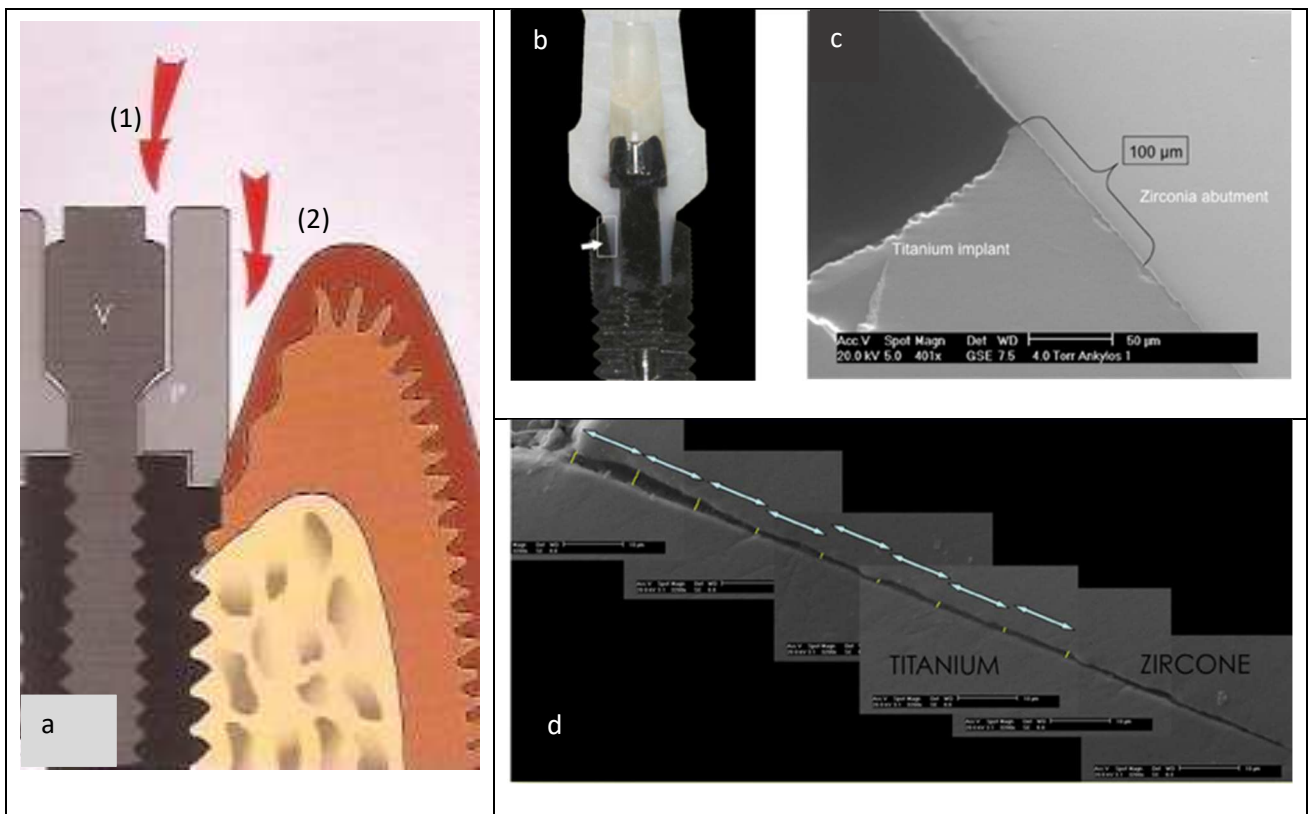 (1)
(2)
V
P
a
b
c
100 µm
Zirconia abutment
Titanium implant
Acc.V Spot Magn Det WD 50 µm
20.0 kV 5.0 401x GSE 7.5 4.0 Torr Ankylos 1
TITANIUM
ZIRCONE
d